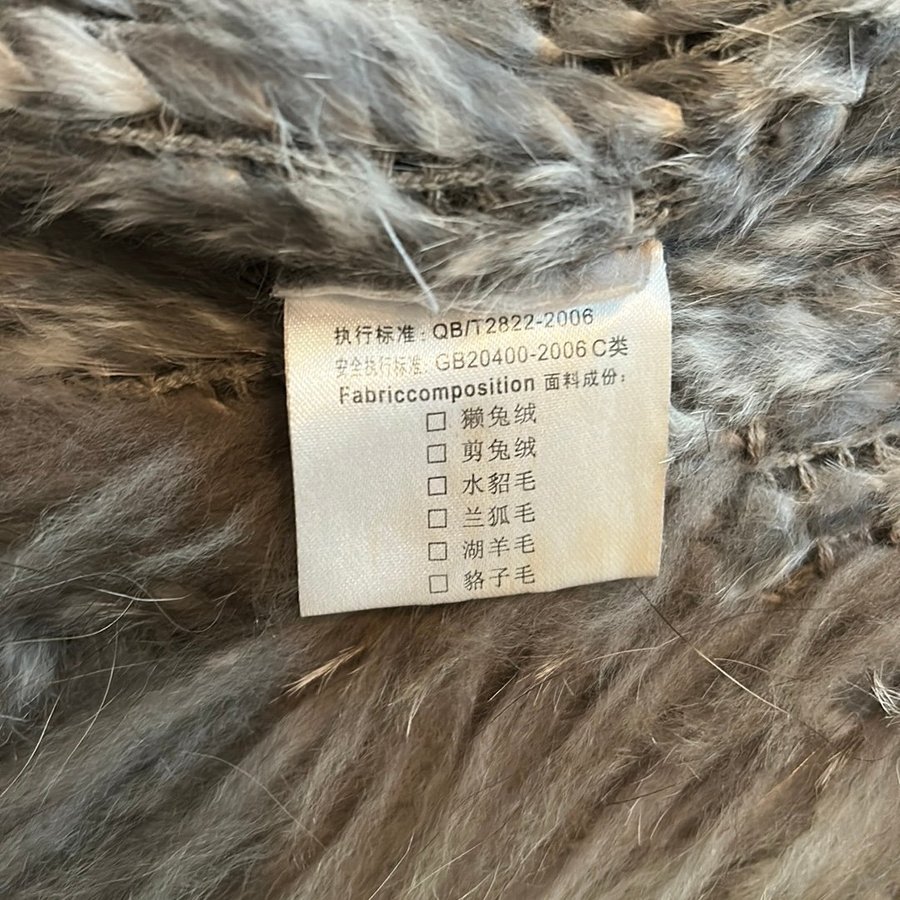 执行标准：QB/T2822-2006
安全执行标准：GB20400-2006 C类
Fabriccomposition 面料成份：
□ 獭兔绒
□ 剪兔绒
□ 水貂毛
□ 兰狐毛
□ 湖羊毛
□ 貉子毛